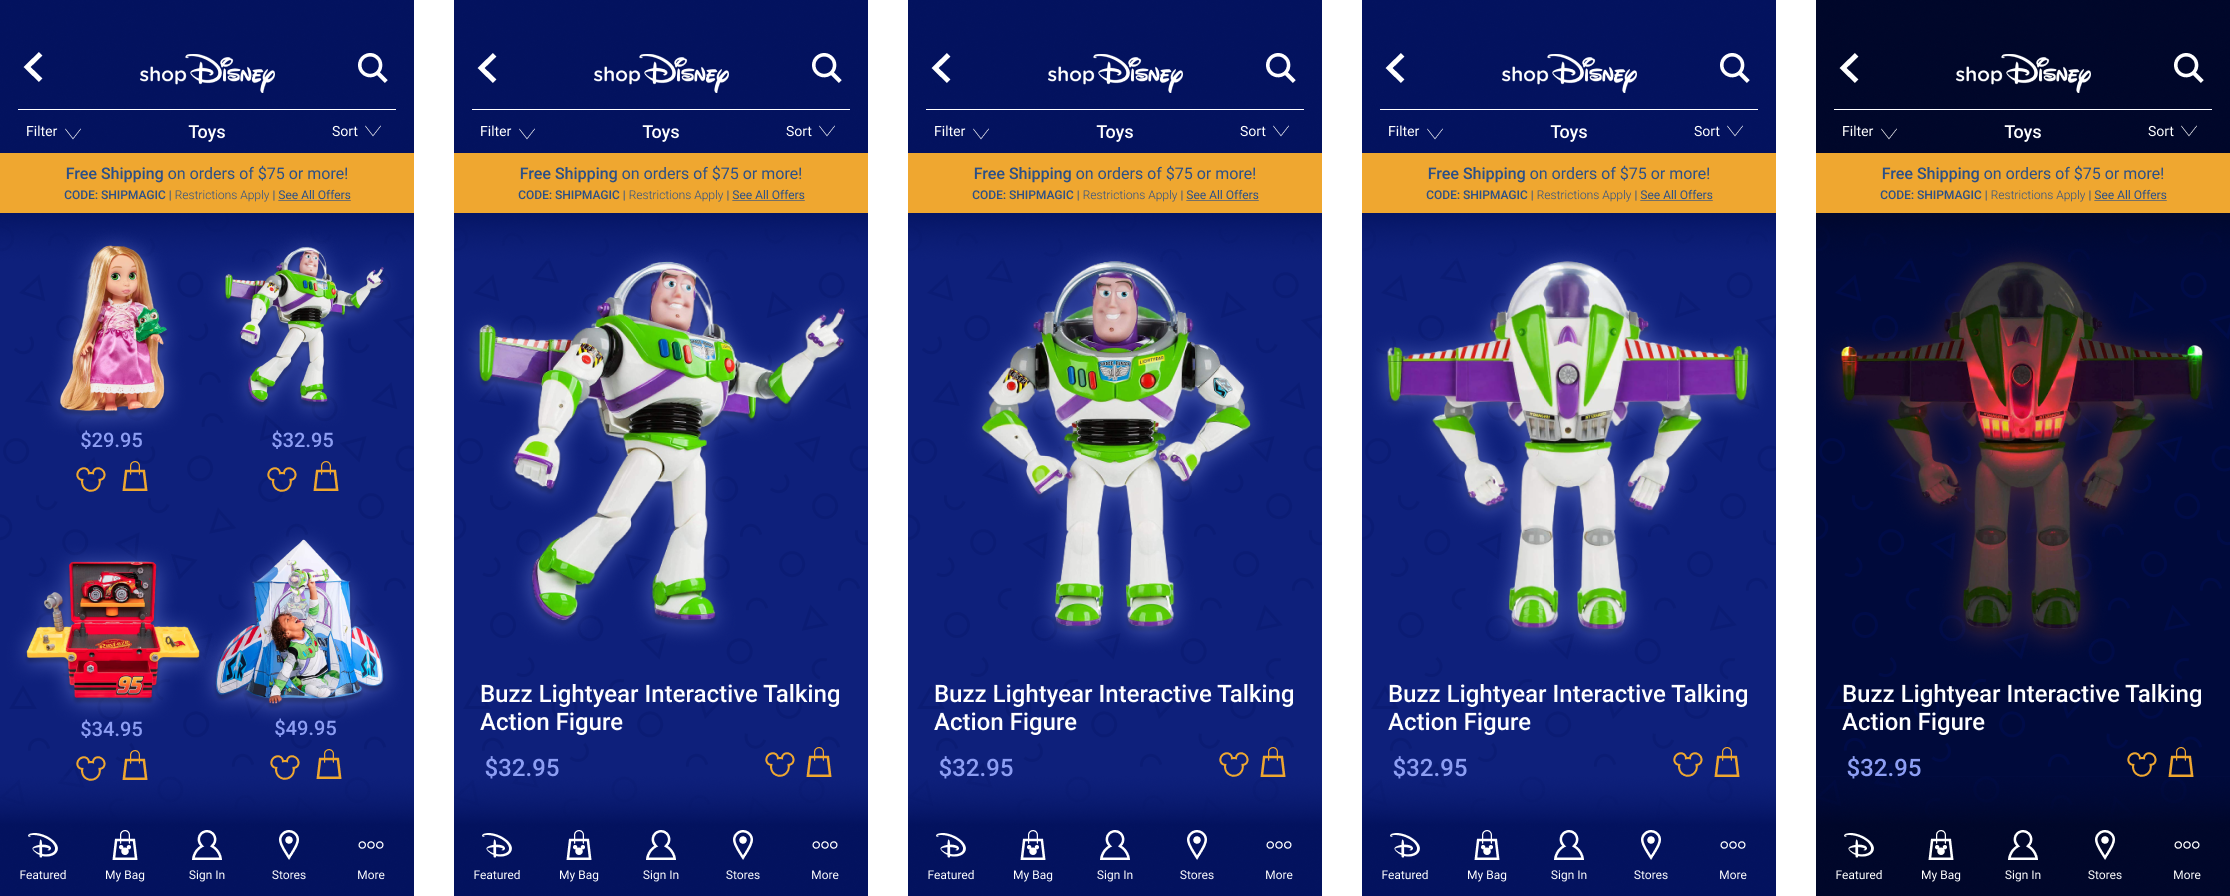 shop Disney
Filter
Toys
Sort
Free Shipping on orders of $75 or more!
CODE: SHIPMAGIC | Restrictions Apply | See All Offers
$29.95
$32.95
95
$34.95
$49.95
Featured
My Bag
Sign In
Stores
More
shop Disney
Filter
Toys
Sort
Free Shipping on orders of $75 or more!
CODE: SHIPMAGIC | Restrictions Apply | See All Offers
Buzz Lightyear Interactive Talking
Action Figure
$32.95
Featured
My Bag
Sign In
Stores
More
shop Disney
Filter
Toys
Sort
Free Shipping on orders of $75 or more!
CODE: SHIPMAGIC | Restrictions Apply | See All Offers
LIGHTYEAR
Buzz Lightyear Interactive Talking
Action Figure
$32.95
Featured
My Bag
Sign In
Stores
More
shop Disney
Filter
Toys
Sort
Free Shipping on orders of $75 or more!
CODE: SHIPMAGIC | Restrictions Apply | See All Offers
Buzz Lightyear Interactive Talking
Action Figure
$32.95
Featured
My Bag
Sign In
Stores
More
shop Disney
Filter
Toys
Sort
Free Shipping on orders of $75 or more!
CODE: SHIPMAGIC | Restrictions Apply | See All Offers
Buzz Lightyear Interactive Talking
Action Figure
$32.95
Featured
My Bag
Sign In
Stores
More